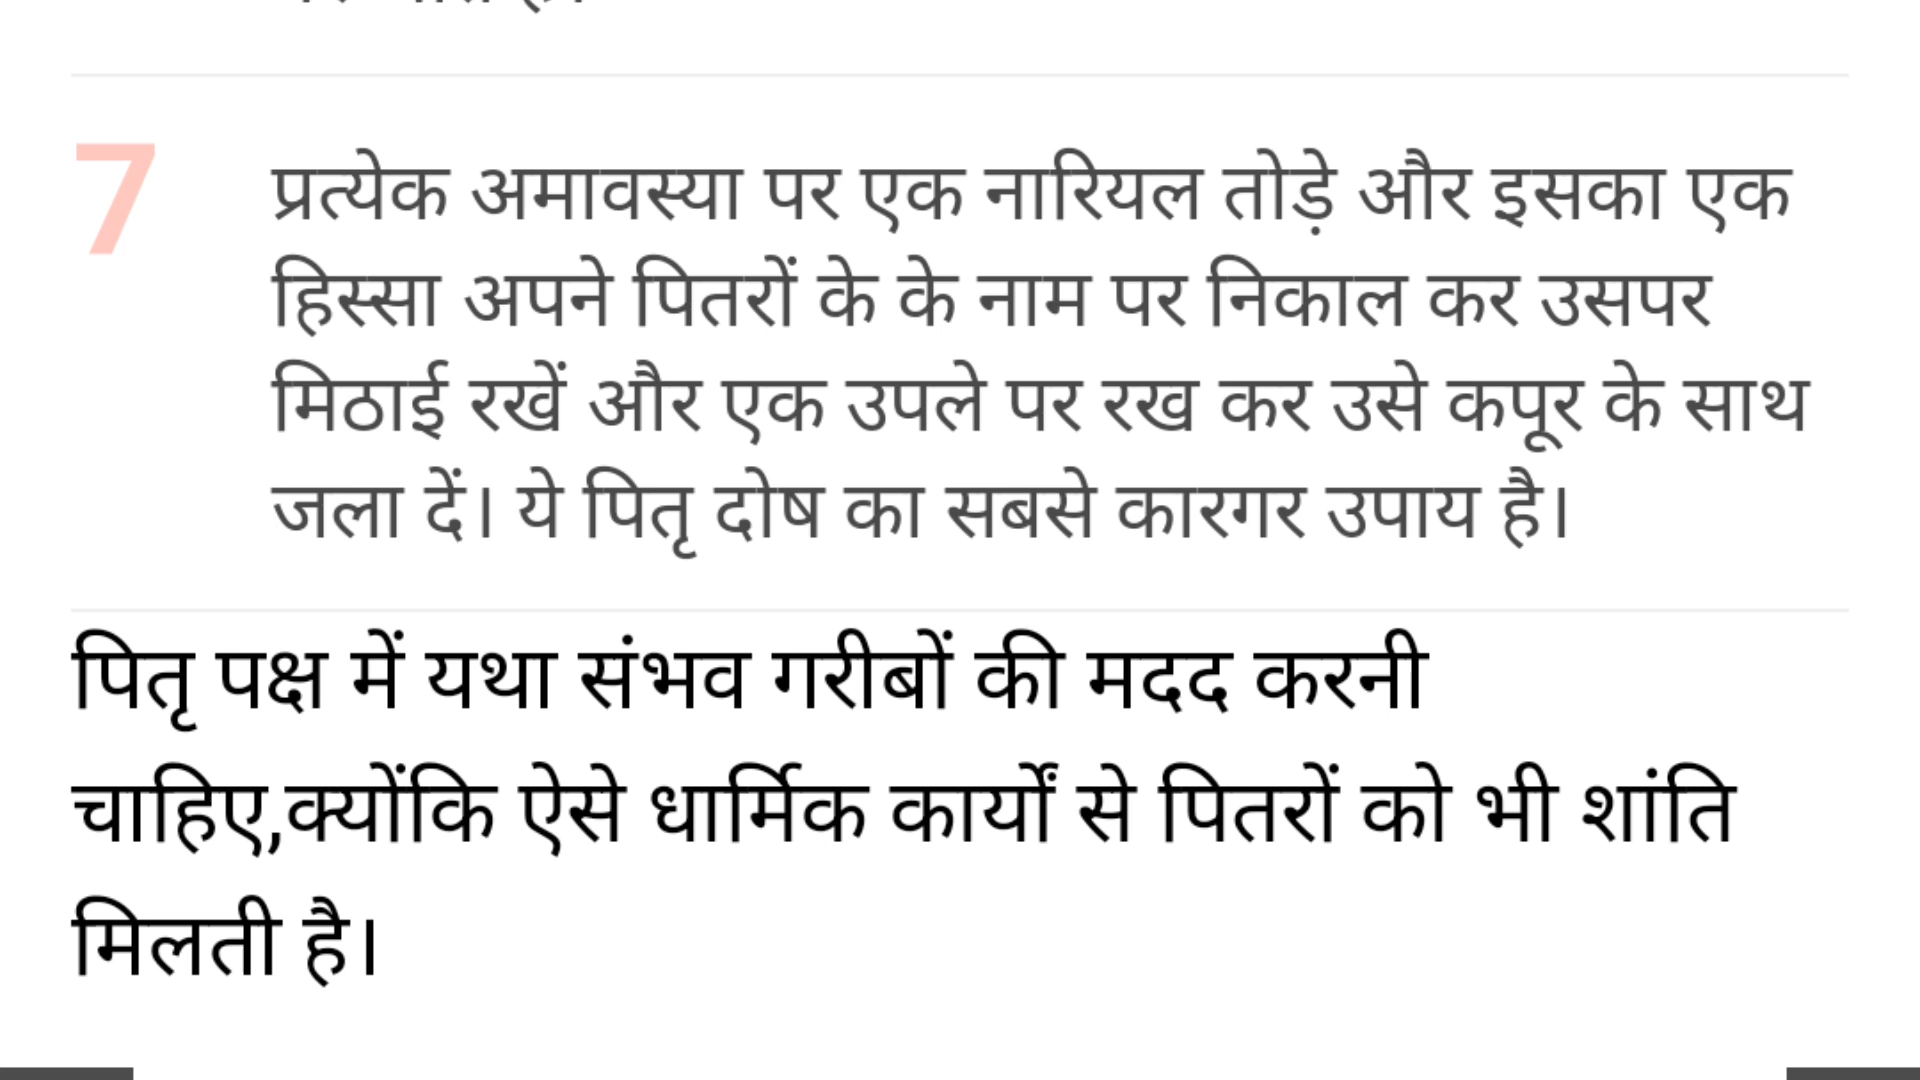 7
प्रत्येक अमावस्या पर एक नारियल तोड़े और इसका एक
हिस्सा अपने पितरों के के नाम पर निकाल कर उसपर
मिठाई रखें और एक उपले पर रख कर उसे कपूर के साथ
जला दें। ये पितृ दोष का सबसे कारगर उपाय है।
पितृ पक्ष में यथा संभव गरीबों की मदद करनी
चाहिए,क्योंकि ऐसे धार्मिक कार्यों से पितरों को भी शांति
मिलती है।